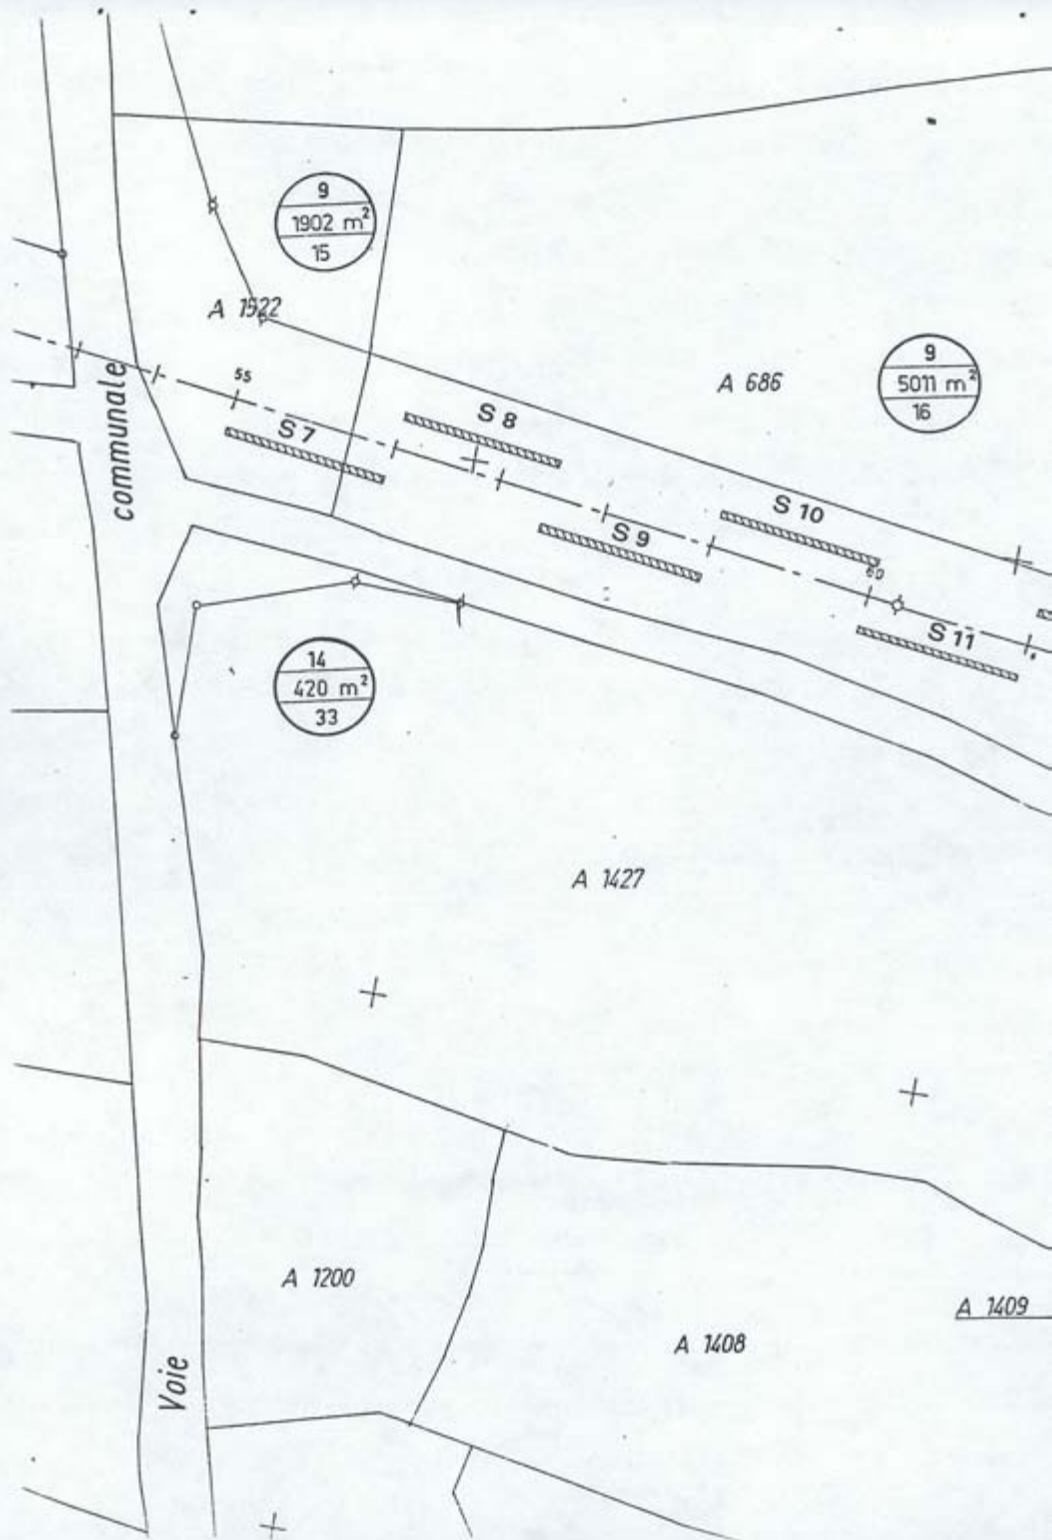 9
1902 m²
15
A 1522
A 686
9
5011 m²
16
55
communale
S 7
S 8
S 9
S 10
60
S 11
14
420 m²
33
A 1427
A 1200
A 1409
A 1408
Voie